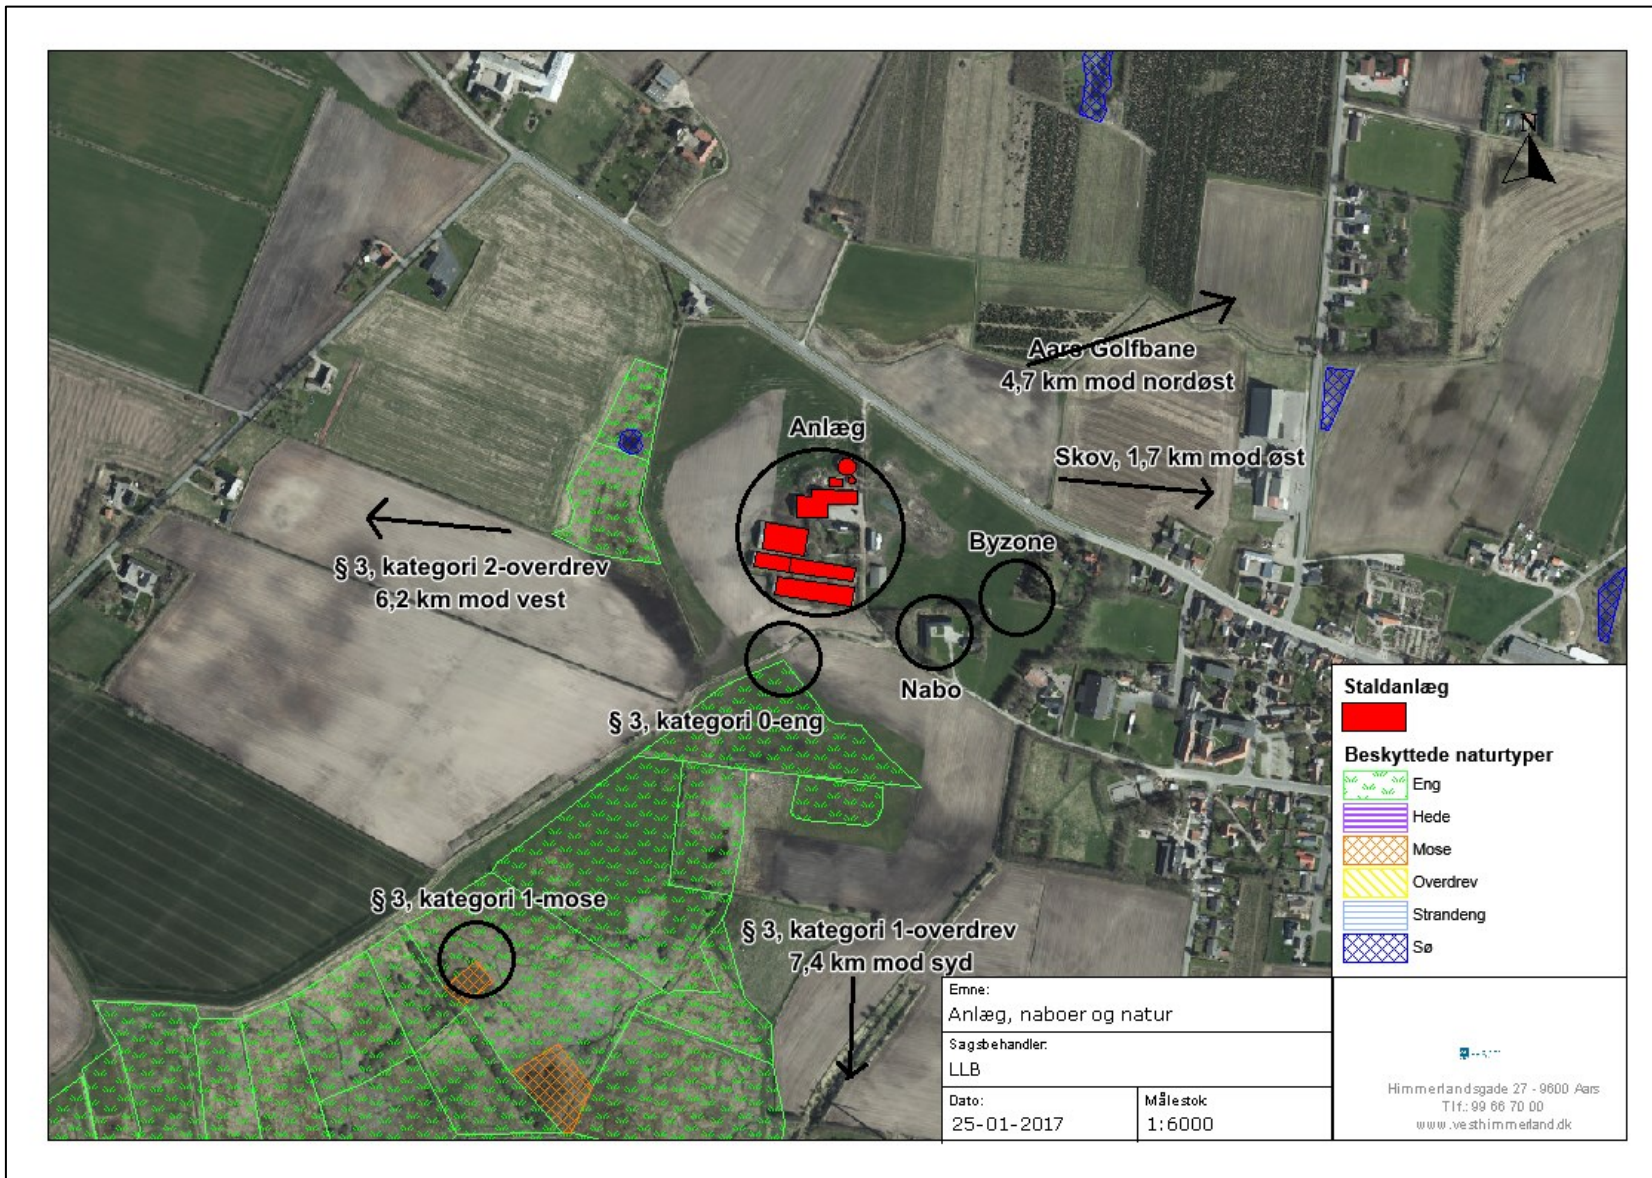 N
Aars Golfbane
4,7 km mod nordøst
Anlæg
Skov, 1,7 km mod øst
Byzone
§ 3, kategori 2-overdrev
6,2 km mod vest
Nabo
§ 3, kategori 0-eng
§ 3, kategori 1-mose
§ 3, kategori 1-overdrev
7,4 km mod syd
Staldanlæg
Beskyttede naturtyper
Eng
Hede
Mose
Overdrev
Strandeng
Sø
Emne:
Anlæg, naboer og natur
Sagsbehandler:
LLB
Dato:
25-01-2017
Målestok:
1:6000
Himmerlandsgade 27 - 9600 Aars
Tlf.: 99 66 70 00
www.vesthimmerland.dk